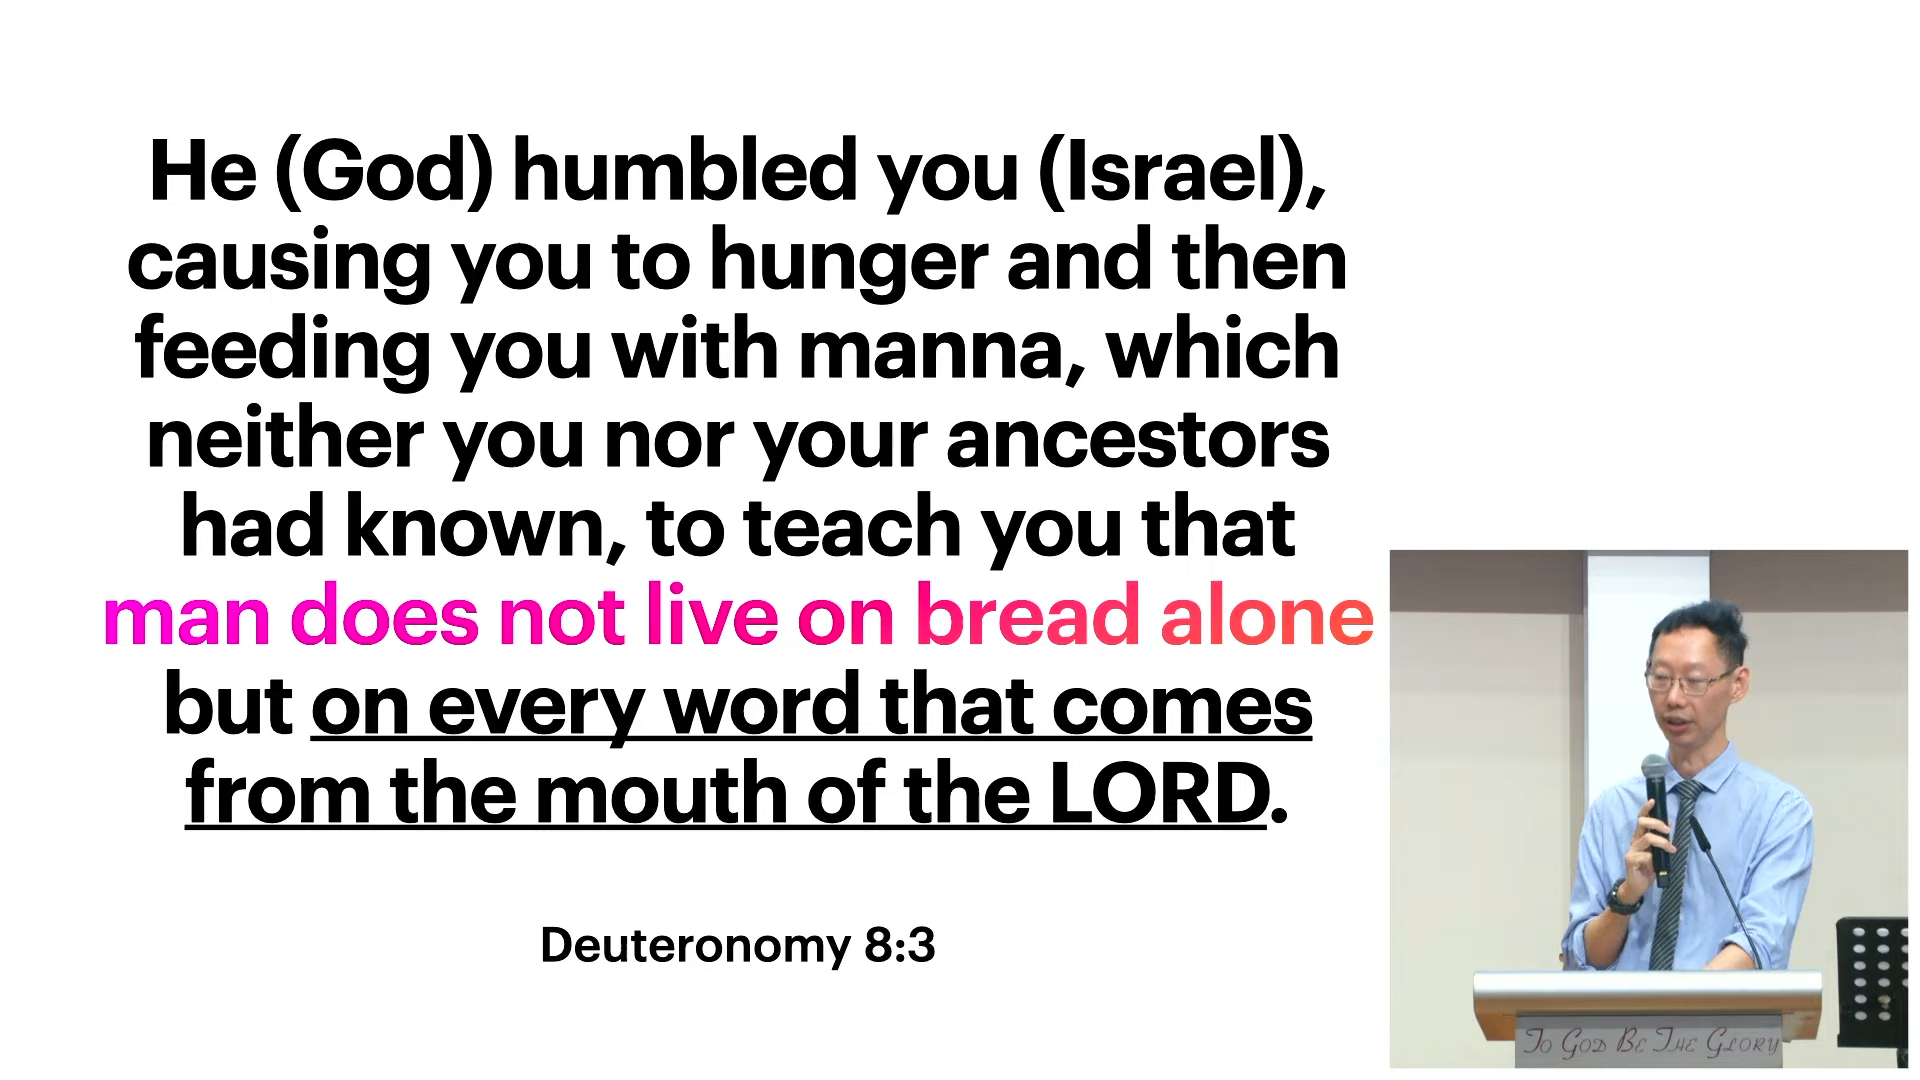 He (God) humbled you (Israel),
causing you to hunger and then
feeding you with manna, which
neither you nor your ancestors
had known, to teach you that
man does not live on bread alone
but on every word that comes
from the mouth of the LORD.
Deuteronomy 8:3
To God Be The Glory